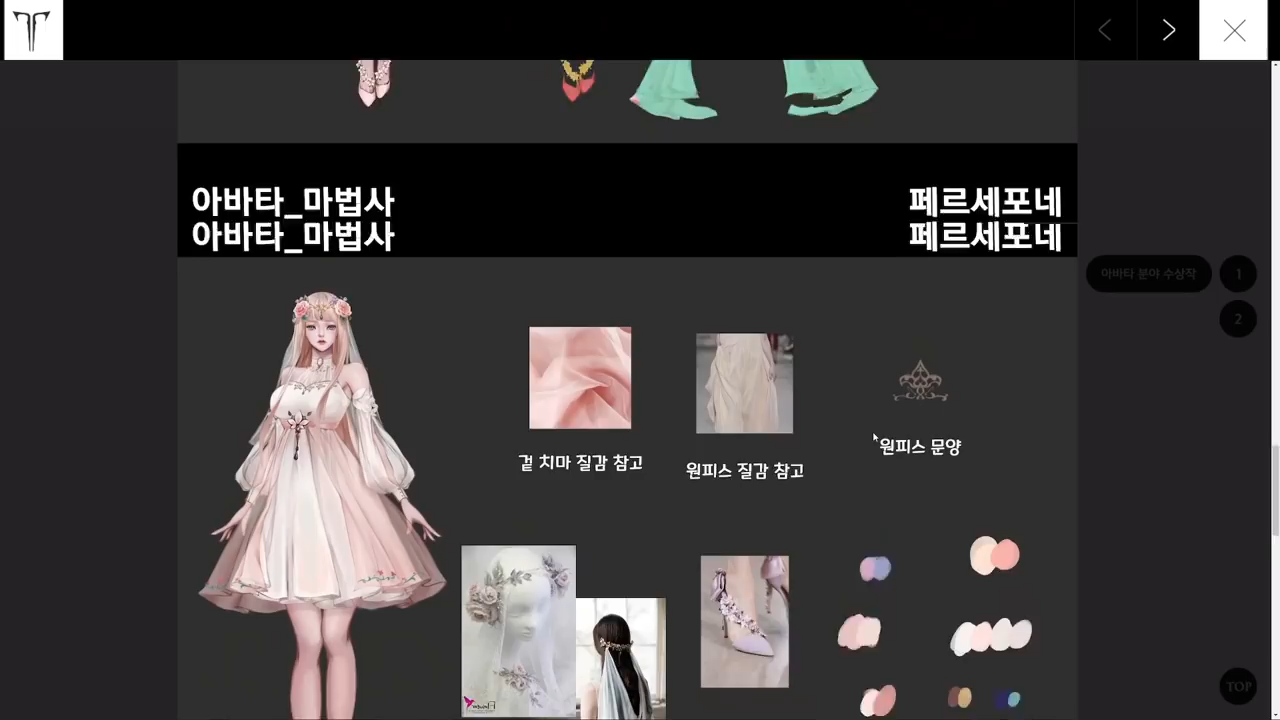 아바타_마법사
페르세포네
아바타_마법사
페르세포네
아바타 분야 수상작
1
2
겉 치마 질감 참고
원피스 질감 참고
원피스 문양
TOP